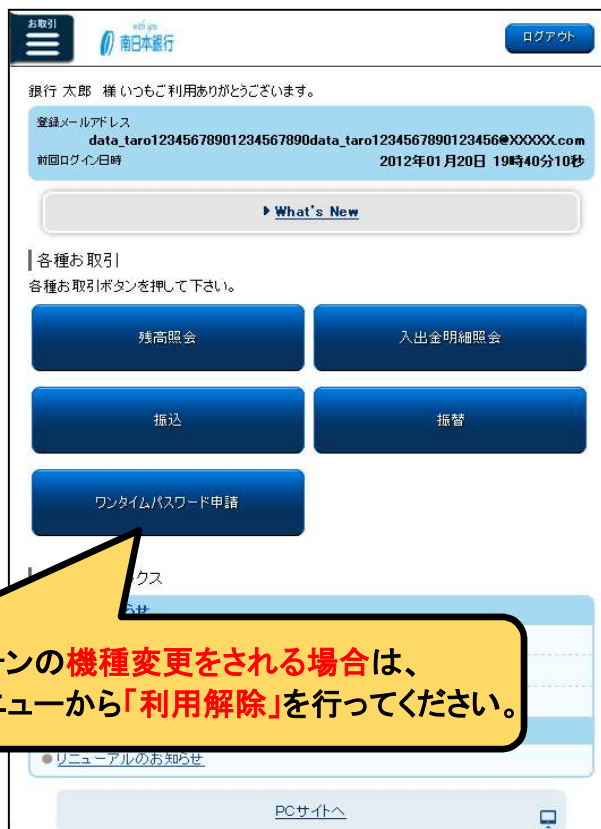 お取引
with you
南日本銀行
ログアウト
銀行 太郎 様 いつもご利用ありがとうございます。
登録メールアドレス
data_taro12345678901234567890data_taro1234567890123456@XXXXX.com
前回ログイン日時
2012年01月20日 19時40分10秒
What's New
各種お取引
各種お取引ボタンを押して下さい。
残高照会
入出金明細照会
振込
振替
ワンタイムパスワード申請
クス
らせ
ンの機種変更をされる場合は、
ニューから「利用解除」を行ってください。
リニューアルのお知らせ
PCサイトへ